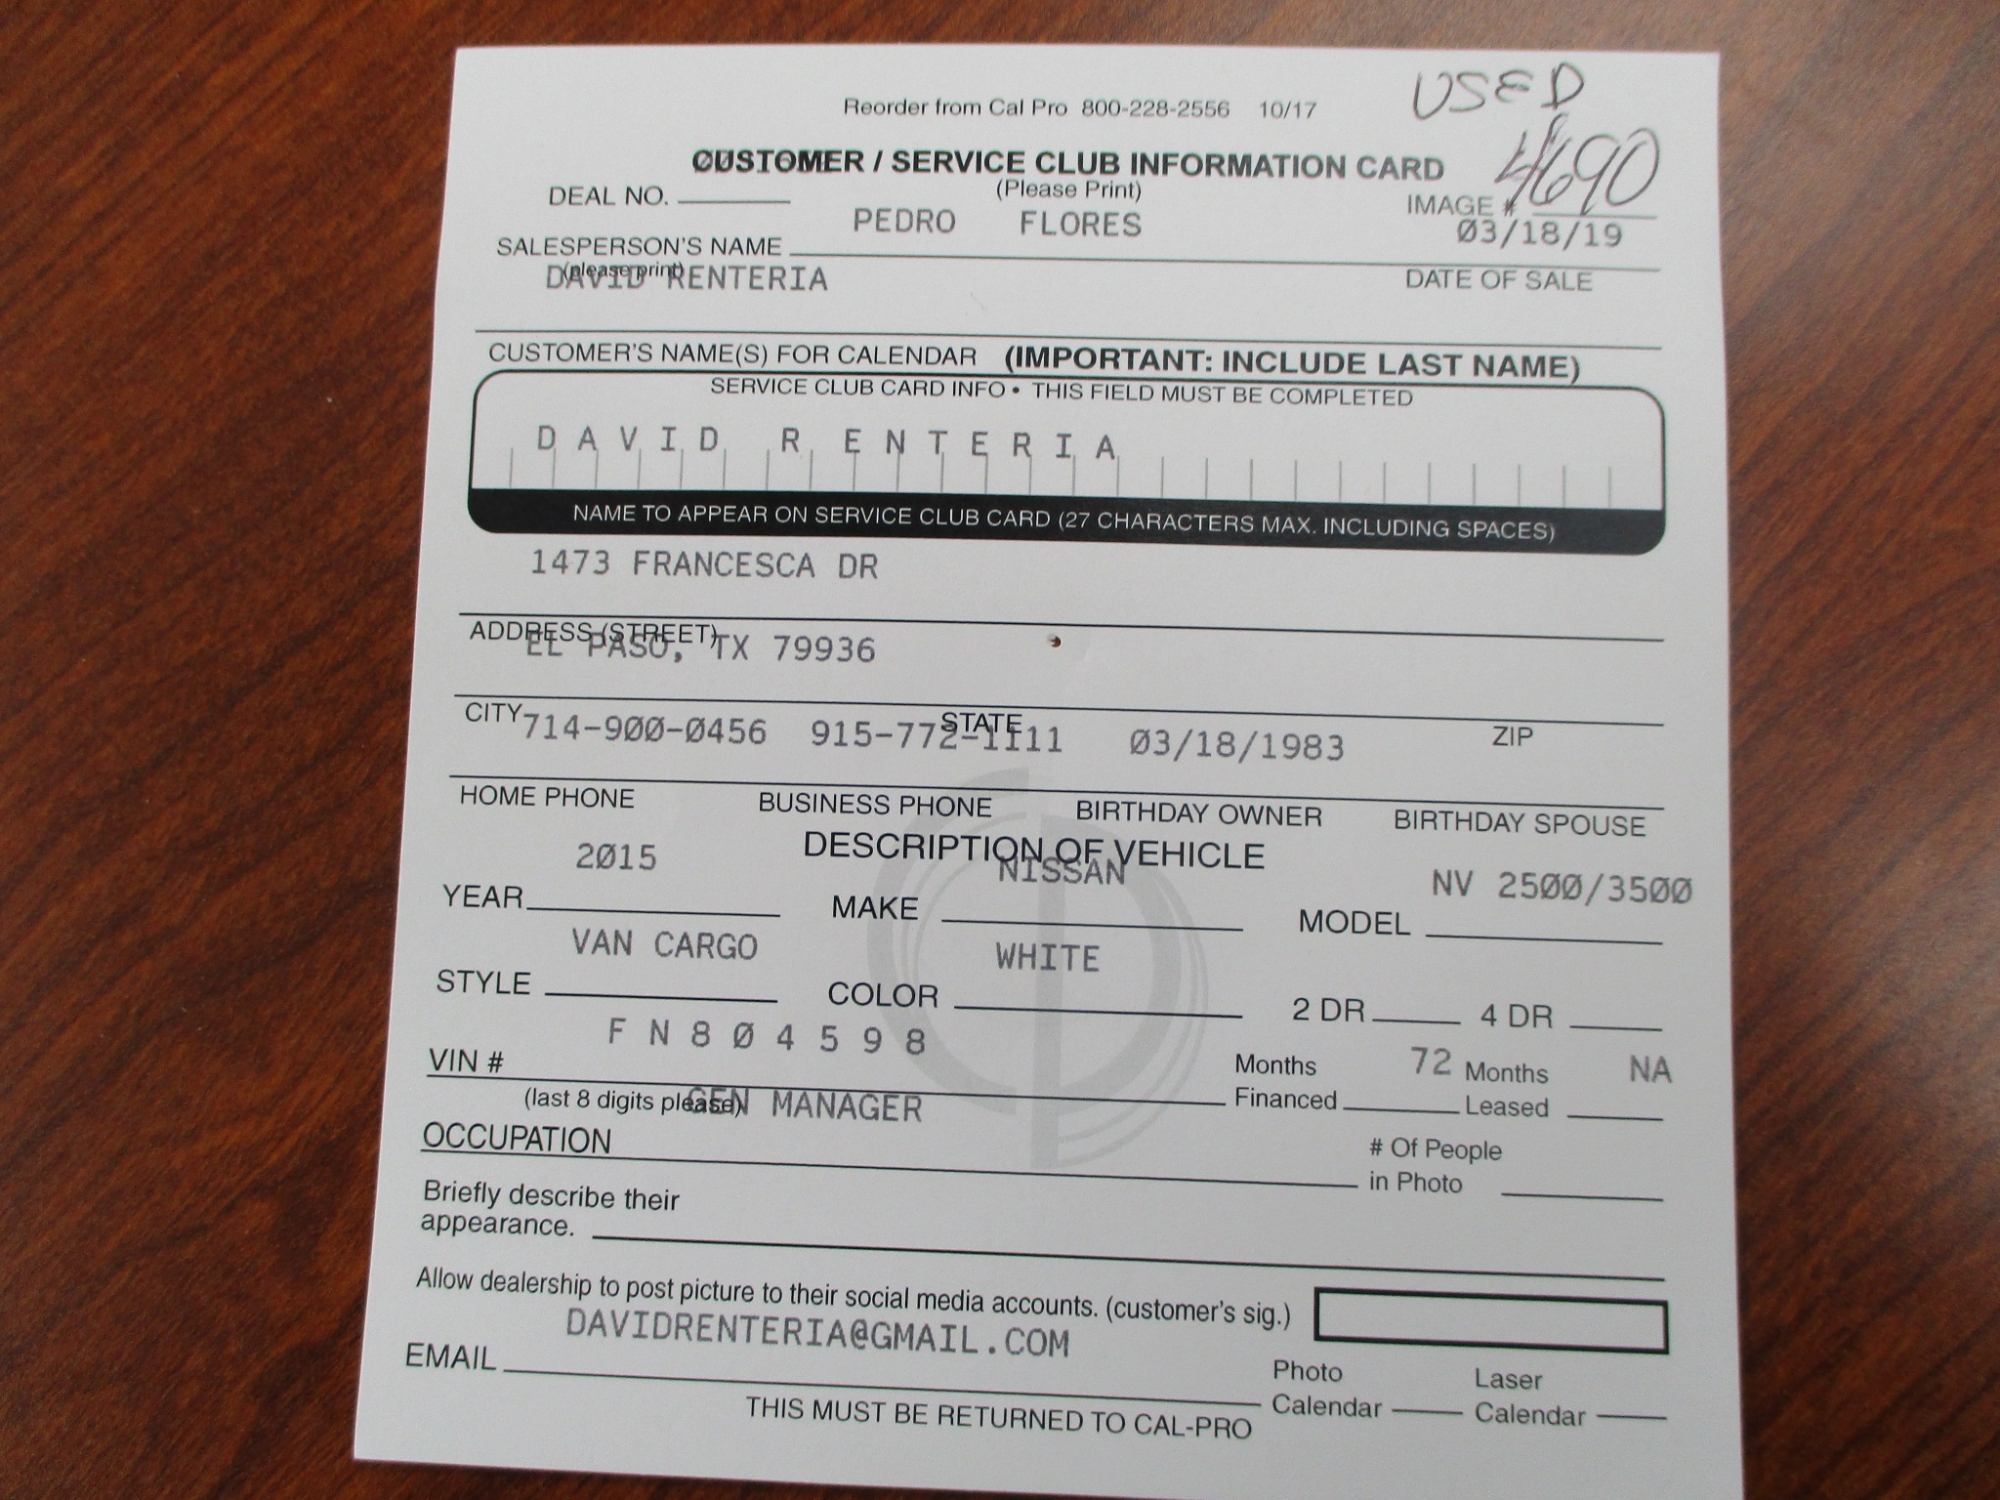 USED
Reorder from Cal Pro 800-228-2556 10/17
CUSTOMER / SERVICE CLUB INFORMATION CARD
4690
(Please Print)
DEAL NO.
IMAGE #
PEDRO FLORES
03/18/19
SALESPERSON'S NAME
(please print)
DAVID RENTERIA
DATE OF SALE
CUSTOMER'S NAME(S) FOR CALENDAR (IMPORTANT: INCLUDE LAST NAME)
SERVICE CLUB CARD INFO • THIS FIELD MUST BE COMPLETED
DAVID RENTERIA
NAME TO APPEAR ON SERVICE CLUB CARD (27 CHARACTERS MAX. INCLUDING SPACES)
1473 FRANCESCA DR
ADDRESS (STREET)
EL PASO, TX 79936
CITY STATE ZIP
714-900-0456 915-772-1111 03/18/1983
HOME PHONE BUSINESS PHONE BIRTHDAY OWNER BIRTHDAY SPOUSE
DESCRIPTION OF VEHICLE
2015 NISSAN NV 2500/3500
YEAR MAKE MODEL
VAN CARGO WHITE
STYLE COLOR 2 DR 4 DR
F N 8 0 4 5 9 8
VIN # Months Financed 72 Months Leased NA
(last 8 digits please)
GEN MANAGER
OCCUPATION
# Of People
in Photo
Briefly describe their
appearance.
Allow dealership to post picture to their social media accounts. (customer's sig.)
DAVIDRENTERIA@GMAIL.COM
EMAIL
Photo Calendar Laser Calendar
THIS MUST BE RETURNED TO CAL-PRO